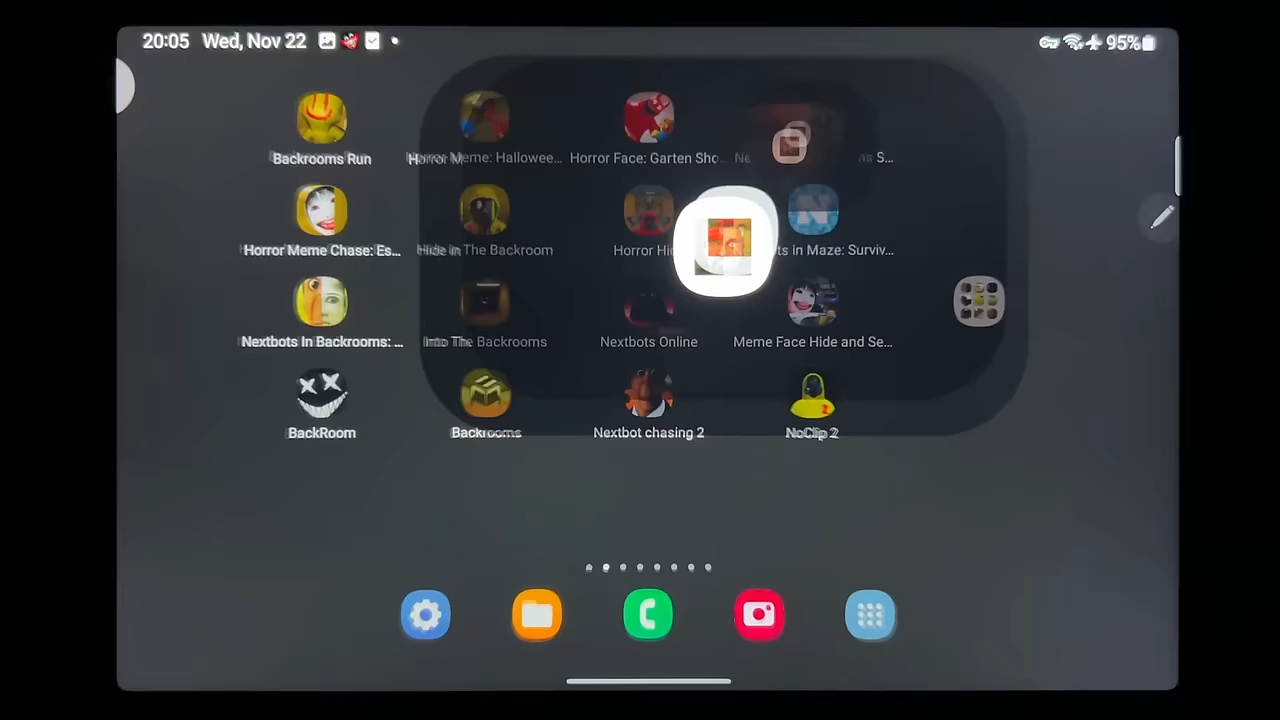 20:05 Wed, Nov 22 95%
Backrooms Run Horror Meme: Hallowee... Horror Face: Garten Sho... Ne S...
Horror Meme Chase: Es... Hide in The Backroom Horror Hi in Maze: Surviv...
Nextbots In Backrooms: ... Into The Backrooms Nextbots Online Meme Face Hide and Se...
BackRoom Backrooms Nextbot chasing 2 NoClip 2